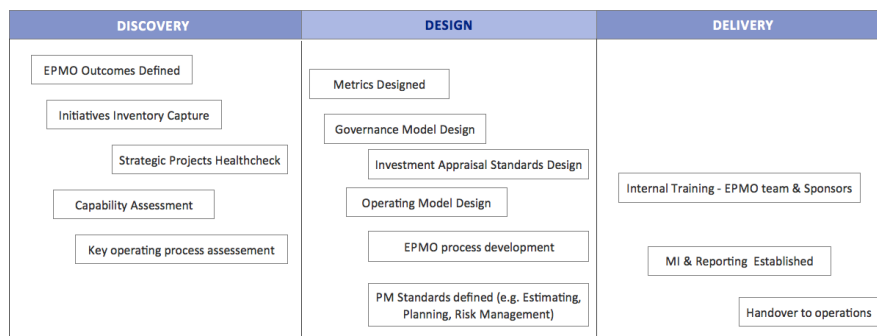 DISCOVERY
DESIGN
DELIVERY
EPMO Outcomes Defined
Initiatives Inventory Capture
Strategic Projects Healthcheck
Capability Assessment
Key operating process assessement
Metrics Designed
Governance Model Design
Investment Appraisal Standards Design
Operating Model Design
EPMO process development
PM Standards defined (e.g. Estimating,
Planning, Risk Management)
Internal Training - EPMO team & Sponsors
MI & Reporting Established
Handover to operations